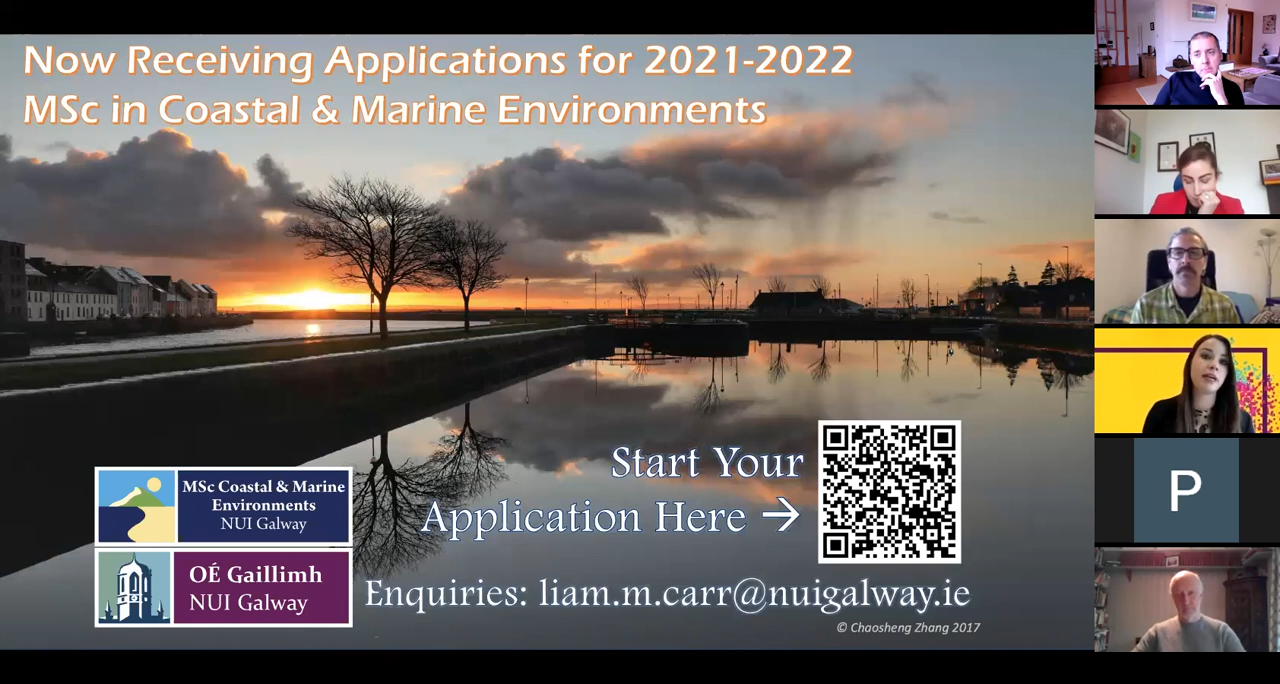 Now Receiving Applications for 2021-2022
MSc in Coastal & Marine Environments
Start Your
Application Here →
MSc Coastal & Marine
Environments
NUI Galway
OÉ Gaillimh
NUI Galway
Enquiries: liam.m.carr@nuigalway.ie
© Chaosheng Zhang 2017
P